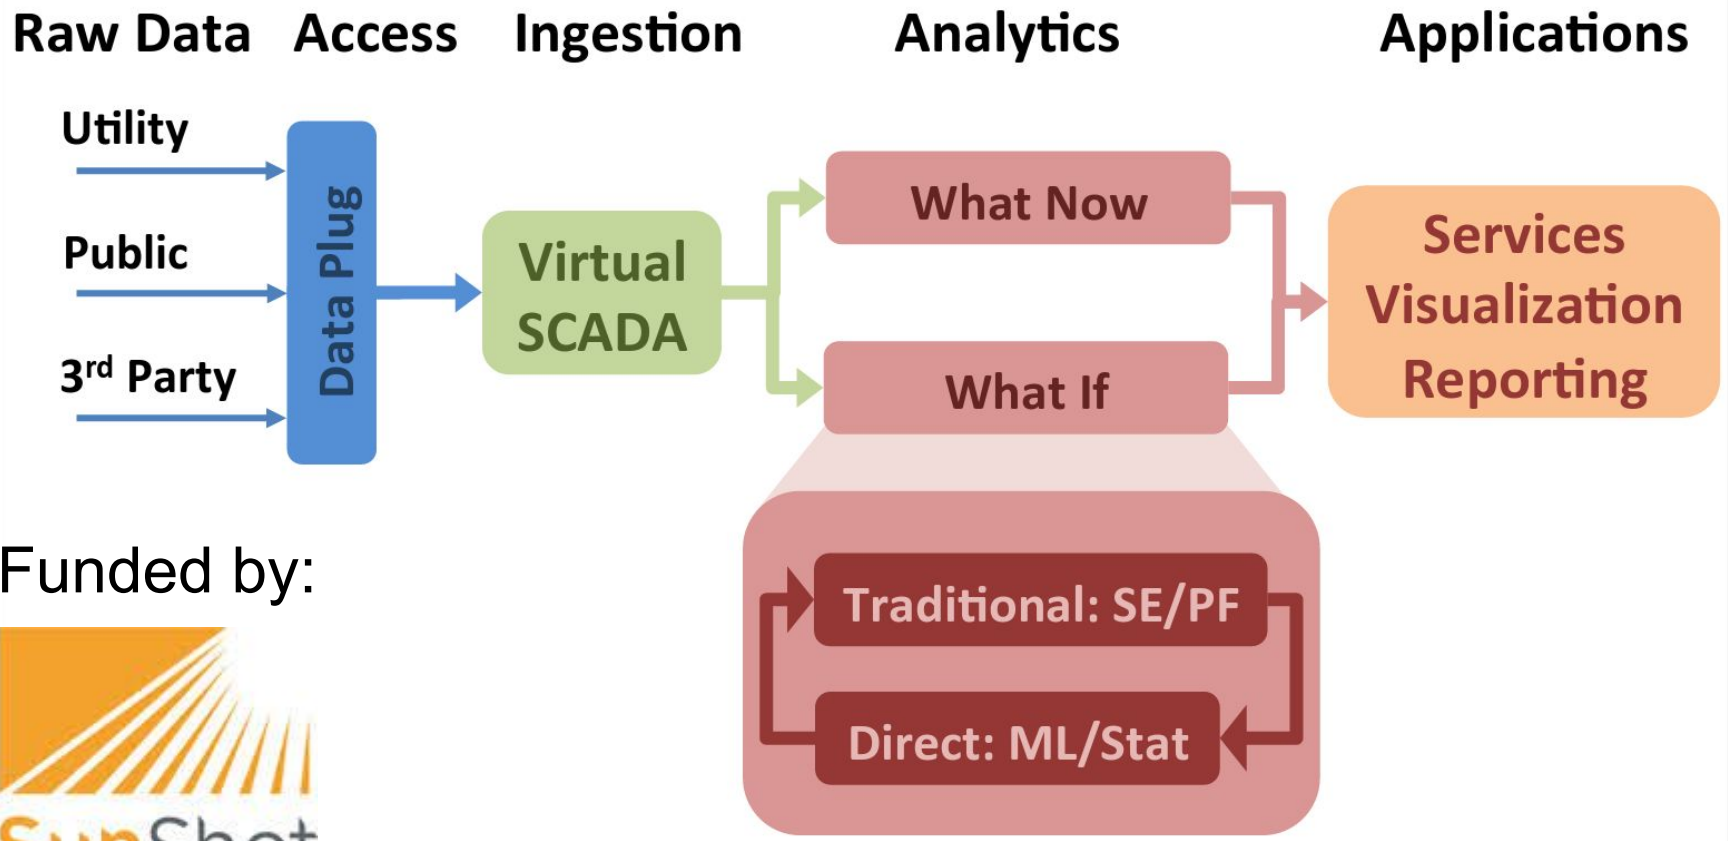 Raw Data Access Ingestion Analytics Applications
Utility
Public
3rd Party
Data Plug
Virtual
SCADA
What Now
What If
Traditional: SE/PF
Direct: ML/Stat
Services
Visualization
Reporting
Funded by:
SunShot